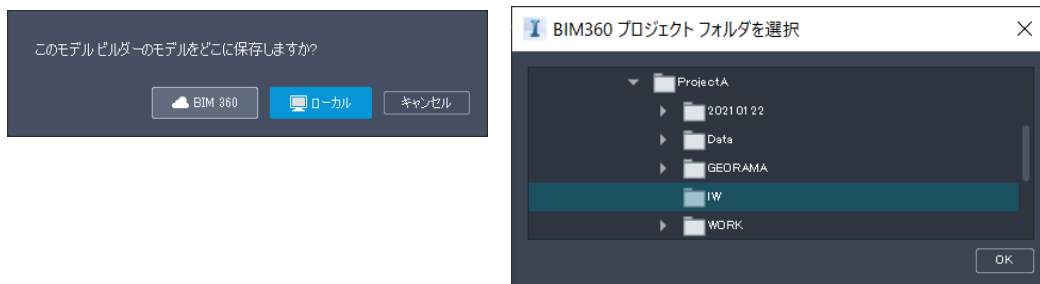 このモデル ビルダーのモデルをどこに保存しますか?
BIM 360
ローカル
キャンセル
BIM360 プロジェクト フォルダを選択
ProjectA
20210122
Data
GEORAMA
IW
WORK
OK